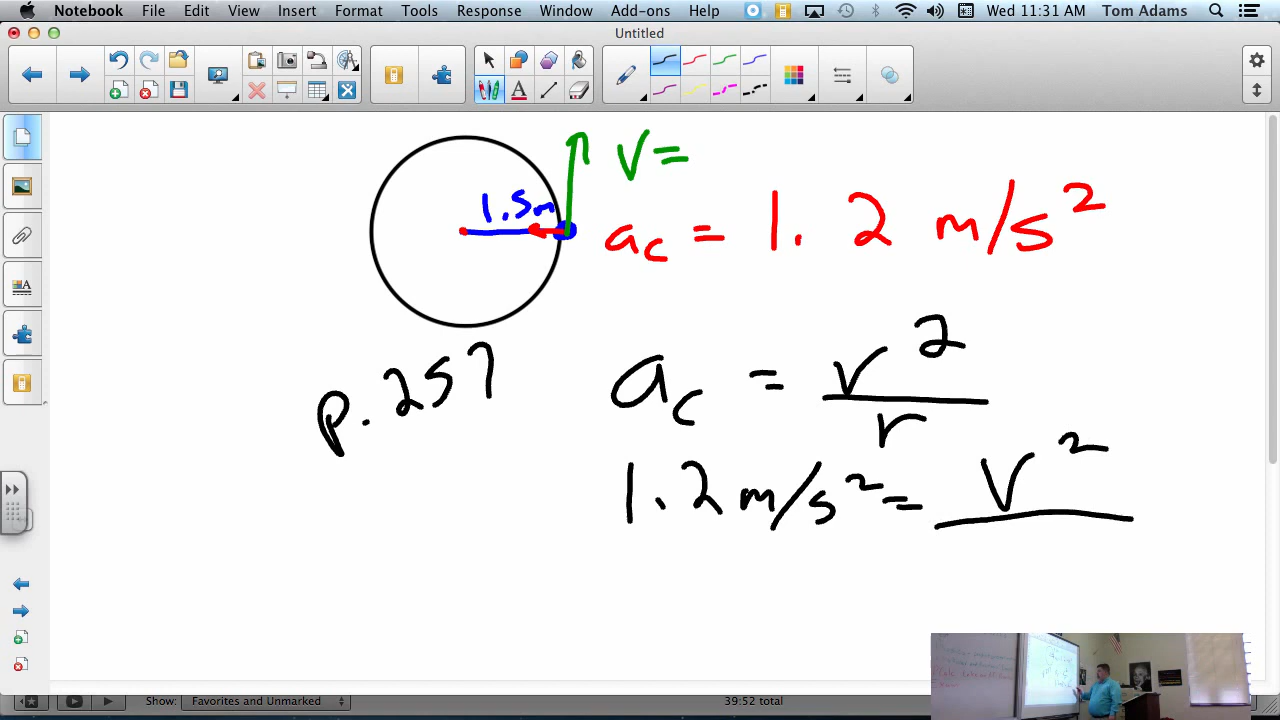 Notebook File Edit View Insert Format Tools Response Window Add-ons Help Wed 11:31 AM Tom Adams
Untitled
1.5m
v=
ac = 1.2 m/s²
p.257
ac = v²/r
1.2 m/s² = v²
Show: Favorites and Unmarked 39:52 total